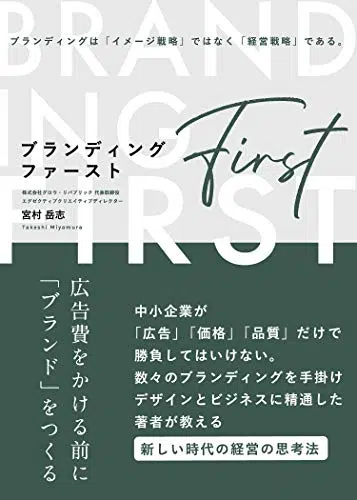 ブランディングは「イメージ戦略」ではなく「経営戦略」である。
BRAND
ING
FIRST
First
ブランディング
ファースト
株式会社グロウ・リパブリック 代表取締役
エグゼクティブクリエイティブディレクター
宮村 岳志
Takeshi Miyamura
広告費をかける前に
「ブランド」をつくる
中小企業が
「広告」「価格」「品質」だけで
勝負してはいけない。
数々のブランディングを手掛け
デザインとビジネスに精通した
著者が教える
新しい時代の経営の思考法